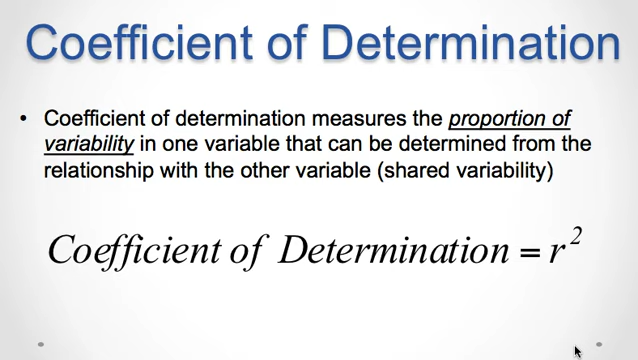 Coefficient of Determination
• Coefficient of determination measures the proportion of
variability in one variable that can be determined from the
relationship with the other variable (shared variability)
Coefficient of Determination = r²